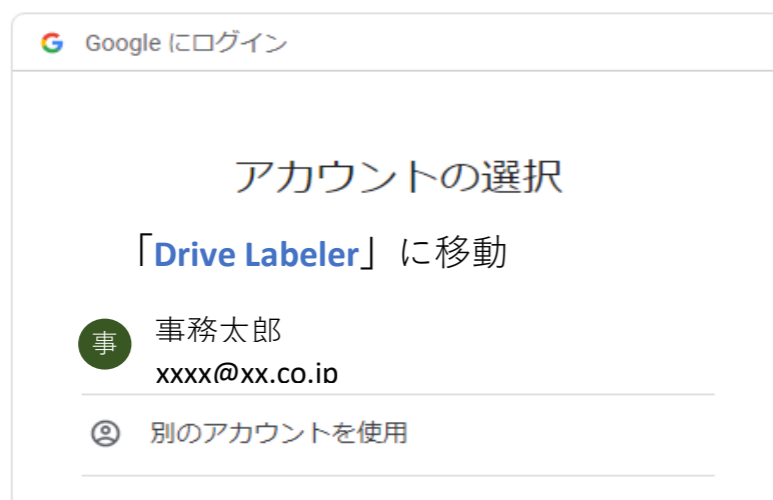 Google にログイン
アカウントの選択
「Drive Labeler」に移動
事
事務太郎
xxxx@xx.co.jp
別のアカウントを使用